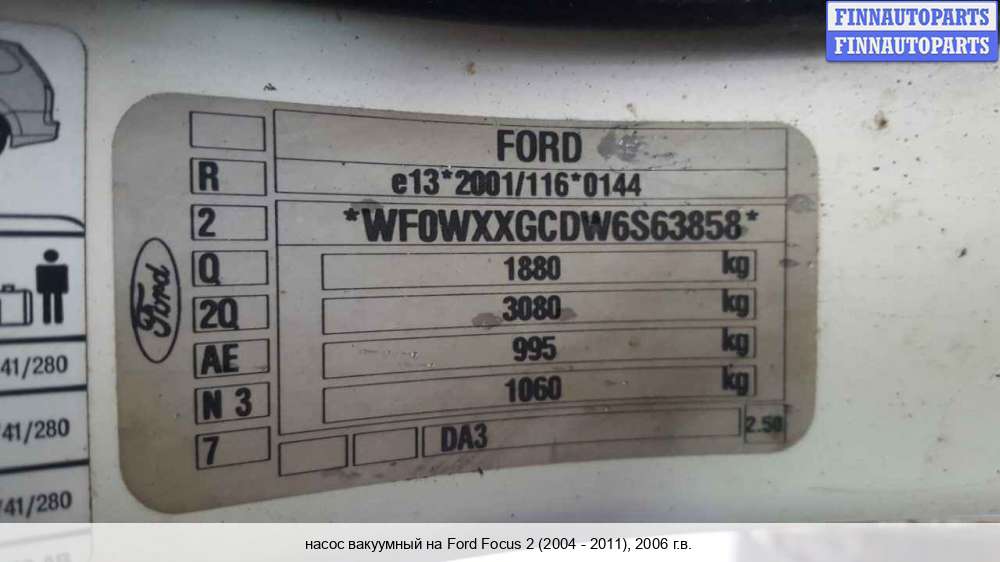 FINNAUTOPARTS
FINNAUTOPARTS
FORD
R e13*2001/116*0144
2 *WF0WXXGCDW6S63858*
Q 1880 kg
2Q 3080 kg
AE 995 kg
N 3 1060 kg
7 DA3 2.50
Ford
41/280
41/280
41/280
насос вакуумный на Ford Focus 2 (2004 - 2011), 2006 г.в.